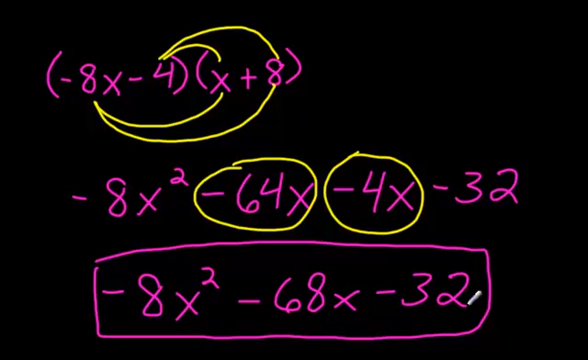 (-8x - 4)(x + 8)
-8x² - 64x - 4x - 32
-8x² - 68x - 32